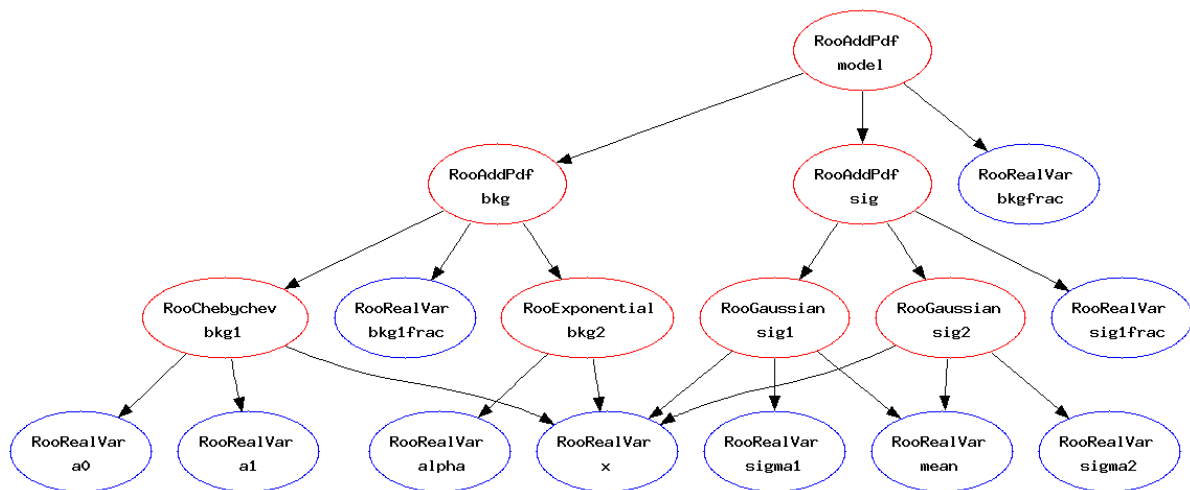 RooAddPdf
model
RooAddPdf
bkg
RooAddPdf
sig
RooRealVar
bkgfrac
RooChebychev
bkg1
RooRealVar
bkg1frac
RooExponential
bkg2
RooGaussian
sig1
RooGaussian
sig2
RooRealVar
sig1frac
RooRealVar
a0
RooRealVar
a1
RooRealVar
alpha
RooRealVar
x
RooRealVar
sigma1
RooRealVar
mean
RooRealVar
sigma2